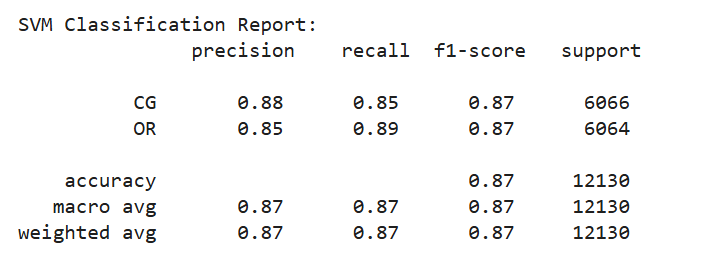 SVM Classification Report:
precision recall f1-score support
CG 0.88 0.85 0.87 6066
OR 0.85 0.89 0.87 6064
accuracy 0.87 12130
macro avg 0.87 0.87 0.87 12130
weighted avg 0.87 0.87 0.87 12130